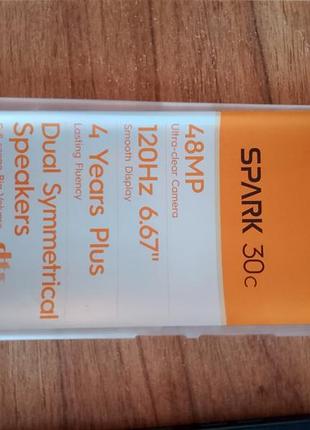 SPARK 30C
48MP
Ultra-clear Camera
120Hz 6.67"
Smooth Display
4 Years Plus
Lasting Fluency
Dual Symmetrical
Speakers